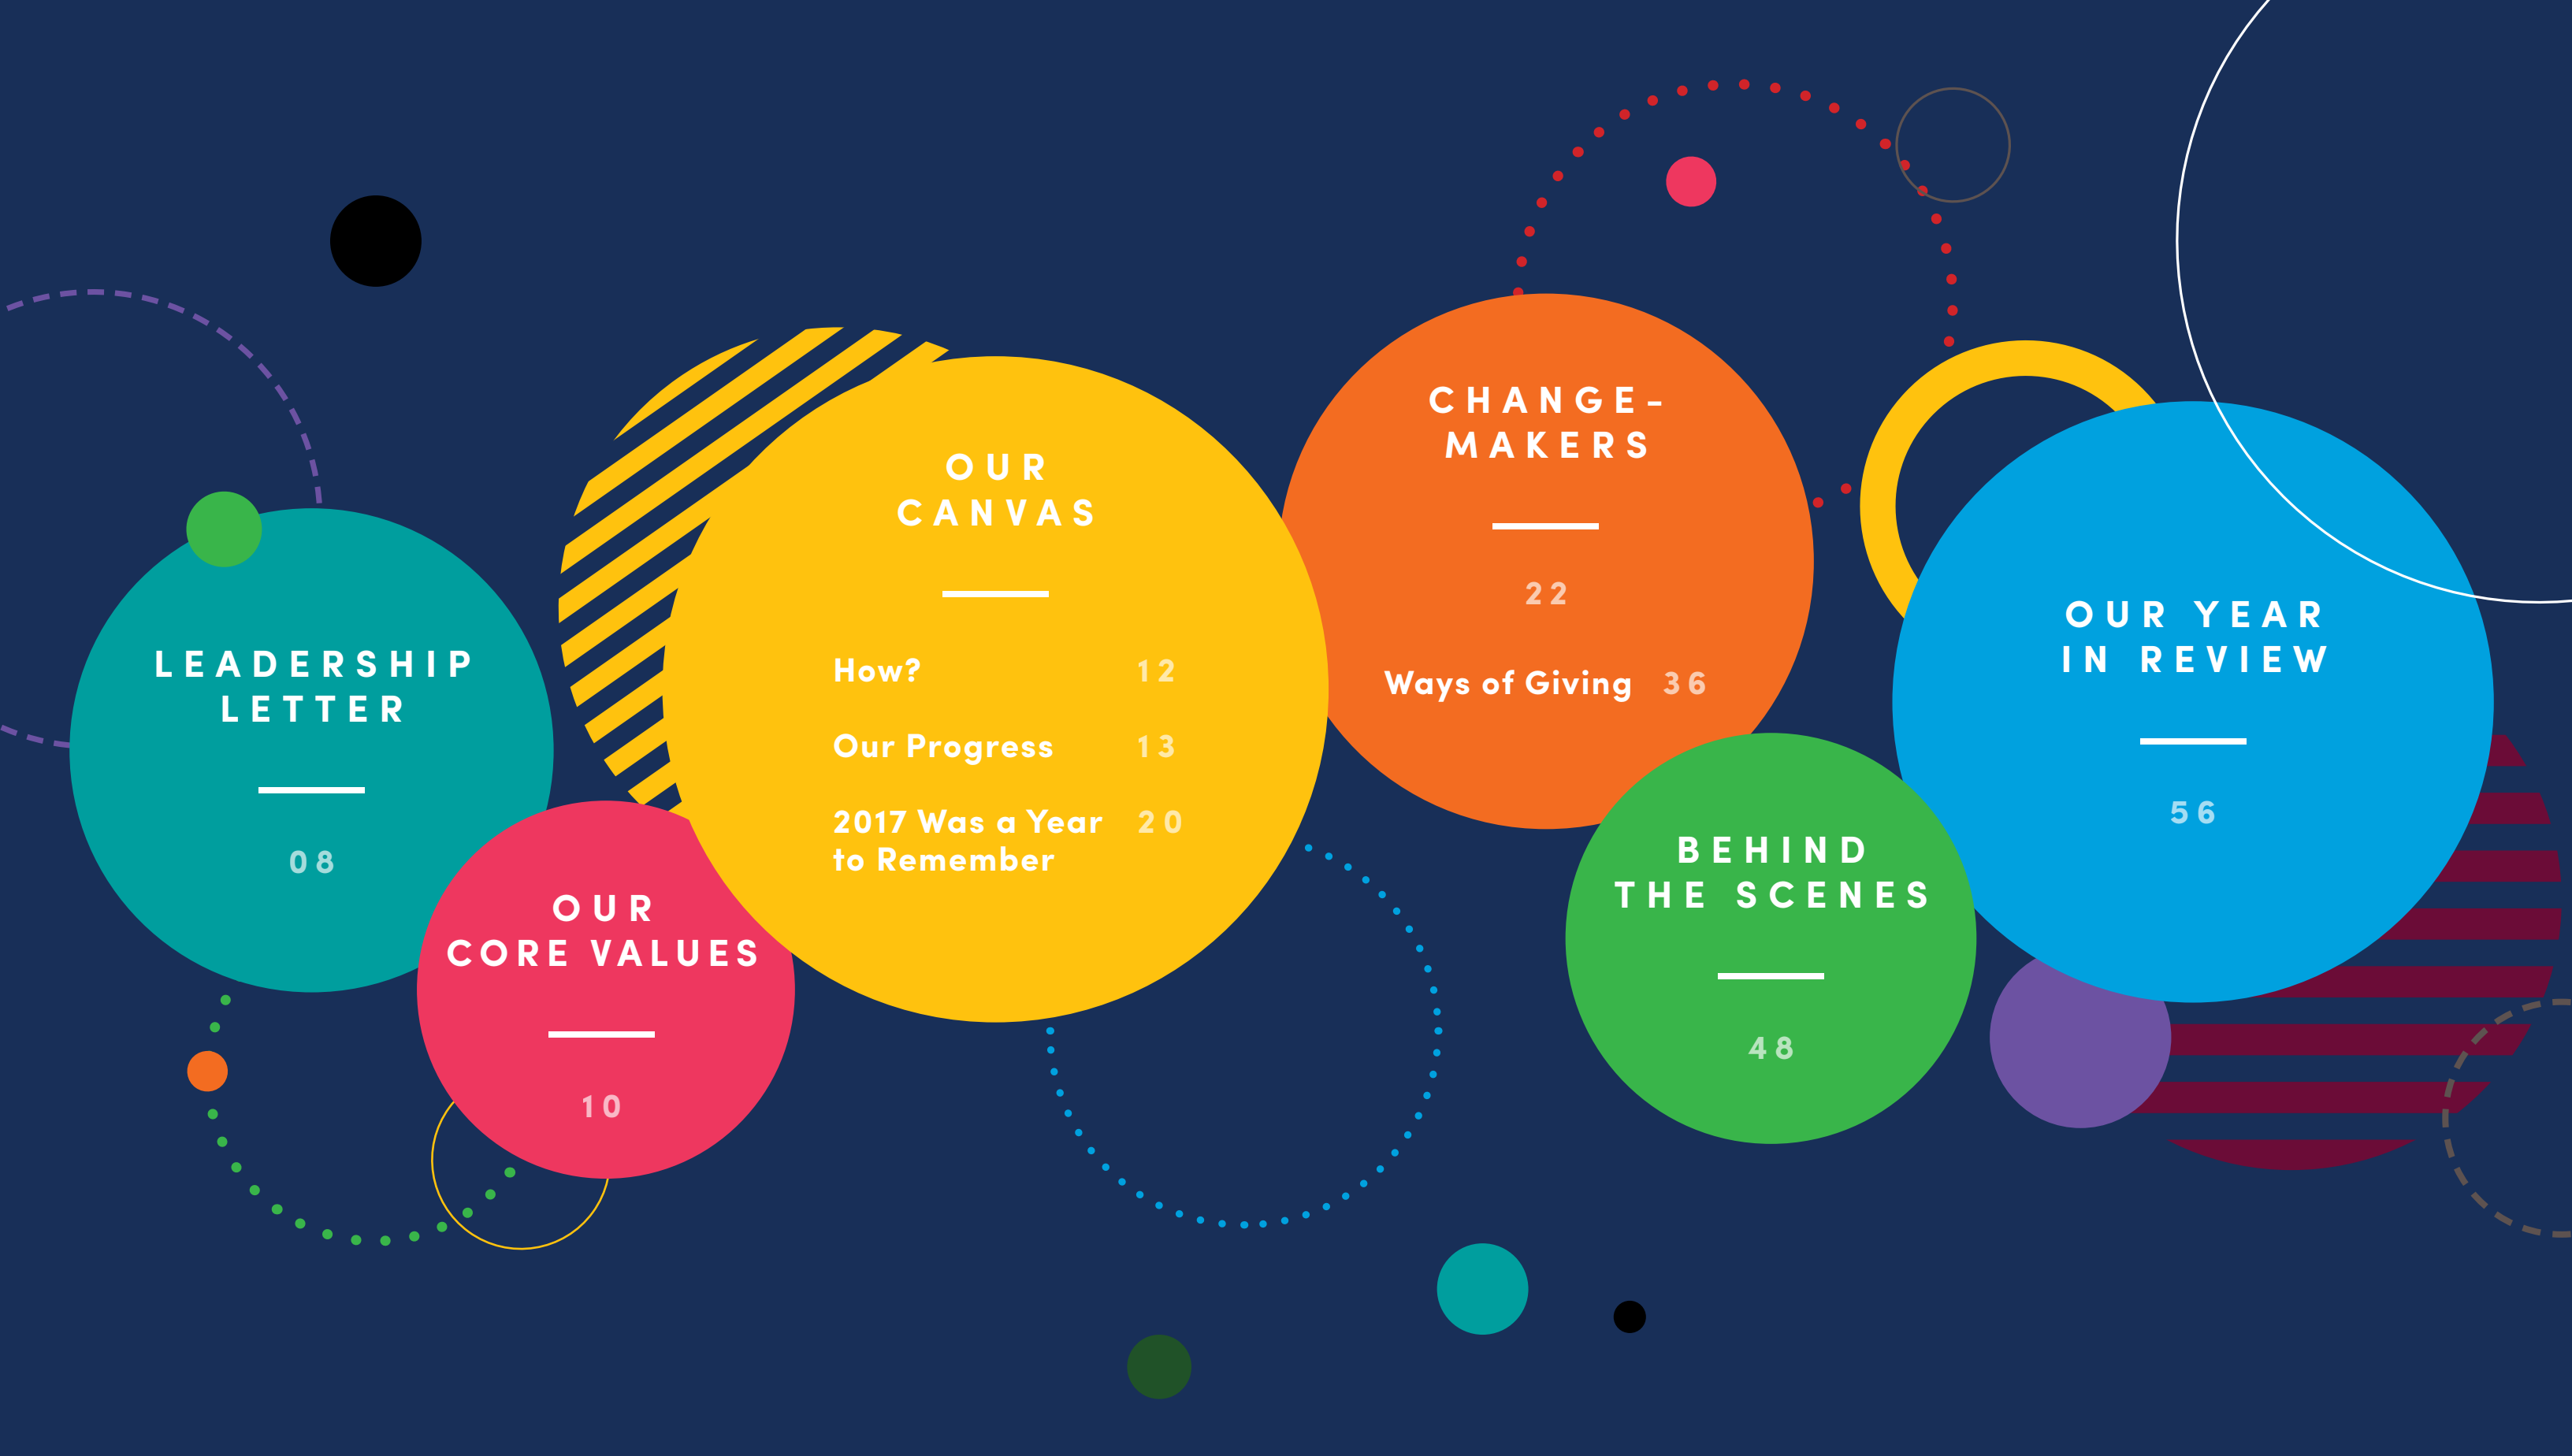 LEADERSHIP
LETTER
08
OUR
CORE VALUES
10
OUR
CANVAS
How? 12
Our Progress 13
2017 Was a Year 20
to Remember
CHANGE-
MAKERS
22
Ways of Giving 36
BEHIND
THE SCENES
48
OUR YEAR
IN REVIEW
56